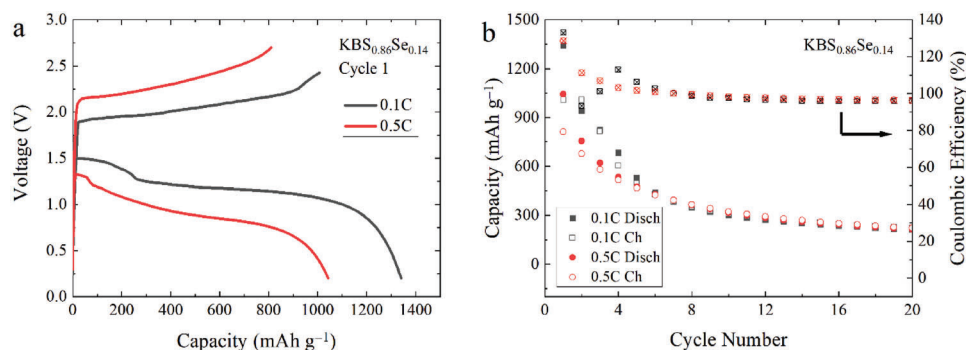 a
KBS0.86Se0.14
Cycle 1
0.1C
0.5C
Voltage (V)
3.0
2.5
2.0
1.5
1.0
0.5
0.0
0 200 400 600 800 1000 1200 1400
Capacity (mAh g⁻¹)
b
KBS0.86Se0.14
Capacity (mAh g⁻¹)
1500
1200
900
600
300
0
0.1C Disch
0.1C Ch
0.5C Disch
0.5C Ch
140
120
100
80
60
40
20
0
Coulombic Efficiency (%)
0 4 8 12 16 20
Cycle Number